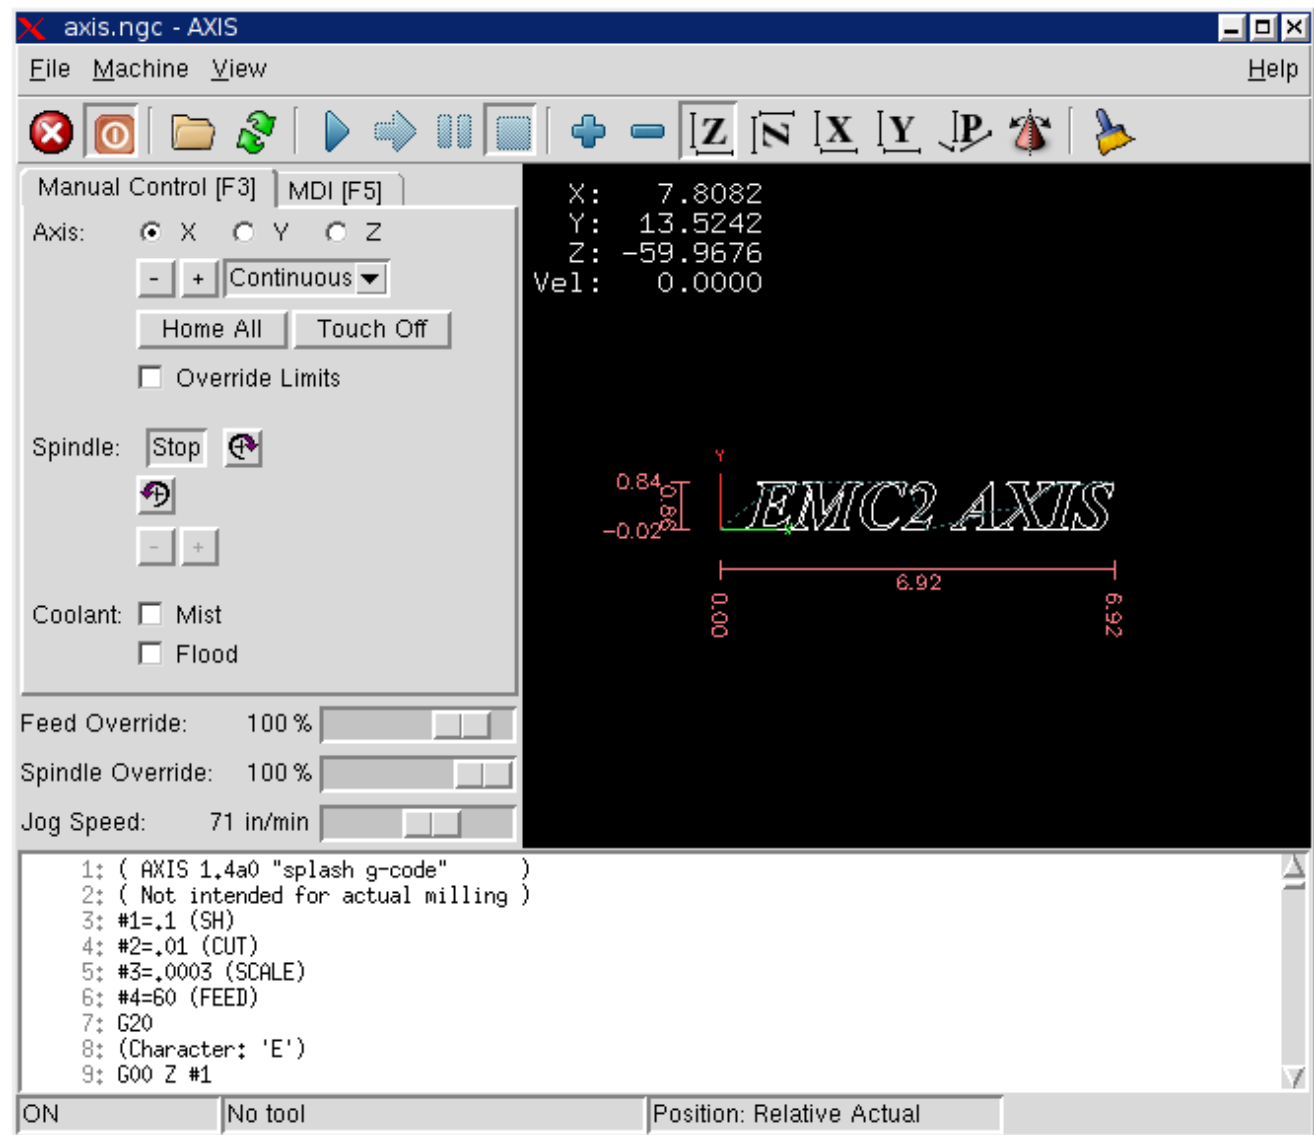 axis.ngc - AXIS
File Machine View Help
Z N X Y P
Manual Control [F3] MDI [F5]
Axis: X Y Z
- + Continuous
Home All Touch Off
Override Limits
Spindle: Stop
- +
Coolant: Mist
Flood
Feed Override: 100 %
Spindle Override: 100 %
Jog Speed: 71 in/min
X: 7.8082
Y: 13.5242
Z: -59.9676
Vel: 0.0000
Y
0.84
0.86
-0.02
EMC2 AXIS
X
6.92
0.00
6.92
1: ( AXIS 1.4a0 "splash g-code" )
2: ( Not intended for actual milling )
3: #1=.1 (SH)
4: #2=.01 (CUT)
5: #3=.0003 (SCALE)
6: #4=60 (FEED)
7: G20
8: (Character: 'E')
9: G00 Z #1
ON No tool Position: Relative Actual